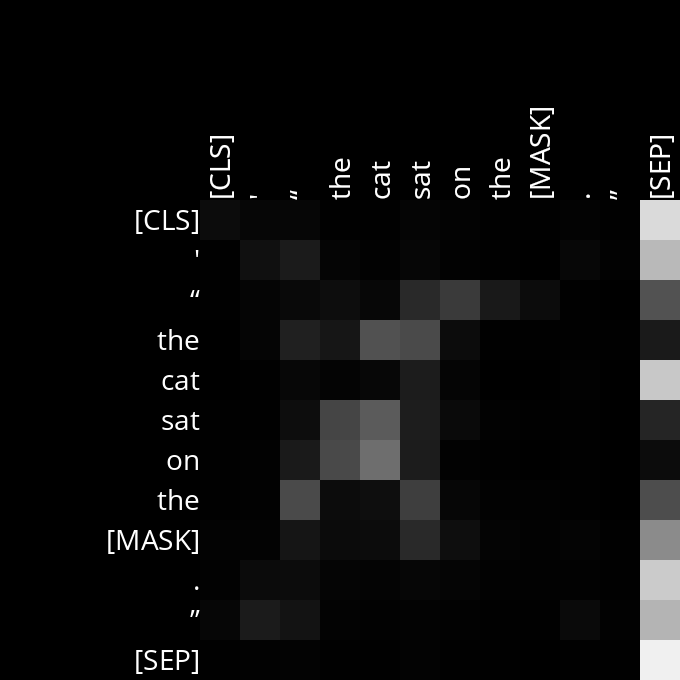 [CLS] ' “ the cat sat on the [MASK] . ” [SEP]
[CLS]
'
“
the
cat
sat
on
the
[MASK]
.
”
[SEP]